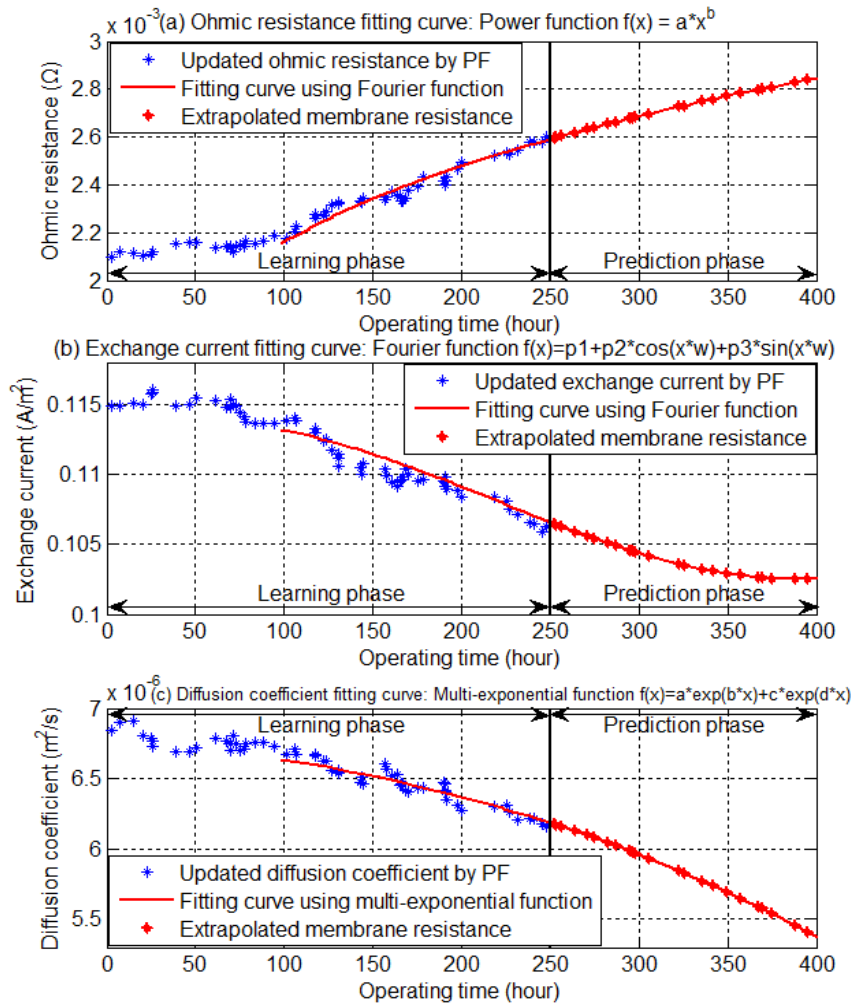 x 10⁻³(a) Ohmic resistance fitting curve: Power function f(x) = a*xᵇ
3
2.8
2.6
2.4
2.2
2
Ohmic resistance (Ω)
Updated ohmic resistance by PF
Fitting curve using Fourier function
Extrapolated membrane resistance
Learning phase
Prediction phase
0 50 100 150 200 250 300 350 400
Operating time (hour)
(b) Exchange current fitting curve: Fourier function f(x)=p1+p2*cos(x*w)+p3*sin(x*w)
0.115
0.11
0.105
0.1
Exchange current (A/m²)
Updated exchange current by PF
Fitting curve using Fourier function
Extrapolated membrane resistance
Learning phase
Prediction phase
0 50 100 150 200 250 300 350 400
Operating time (hour)
x 10⁻⁶(c) Diffusion coefficient fitting curve: Multi-exponential function f(x)=a*exp(b*x)+c*exp(d*x)
7
6.5
6
5.5
Diffusion coefficient (m²/s)
Learning phase
Prediction phase
Updated diffusion coefficient by PF
Fitting curve using multi-exponential function
Extrapolated membrane resistance
0 50 100 150 200 250 300 350 400
Operating time (hour)